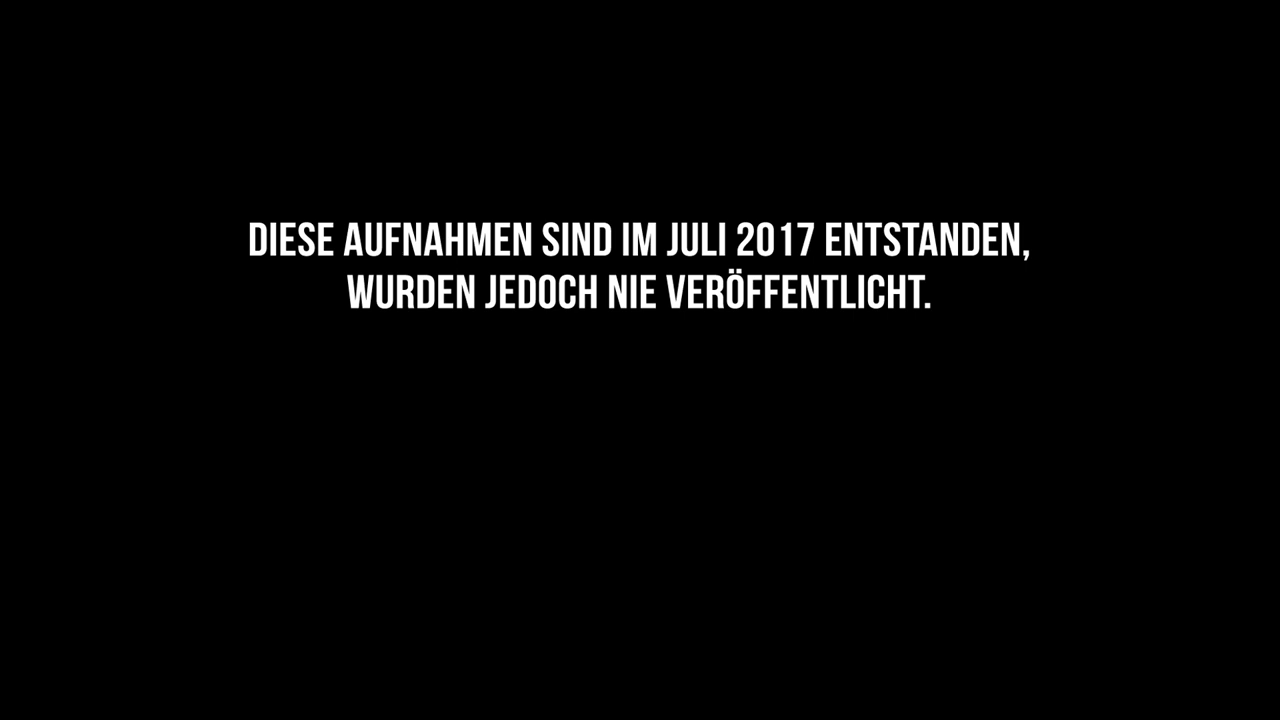 DIESE AUFNAHMEN SIND IM JULI 2017 ENTSTANDEN,
WURDEN JEDOCH NIE VERÖFFENTLICHT.